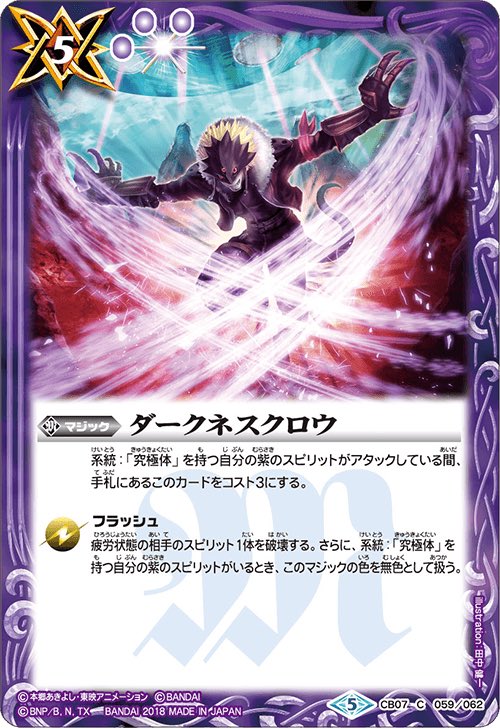 5
マジック ダークネスクロウ
系統：「究極体」を持つ自分の紫のスピリットがアタックしている間、
手札にあるこのカードをコスト3にする。
フラッシュ
疲労状態の相手のスピリット1体を破壊する。さらに、系統：「究極体」を
持つ自分の紫のスピリットがいるとき、このマジックの色を無色として扱う。
Illustration：田中健一
©本郷あきよし・東映アニメーション ©BANDAI
©BNP/B, N, TX BANDAI 2018 MADE IN JAPAN
5 CB07 C 059/062